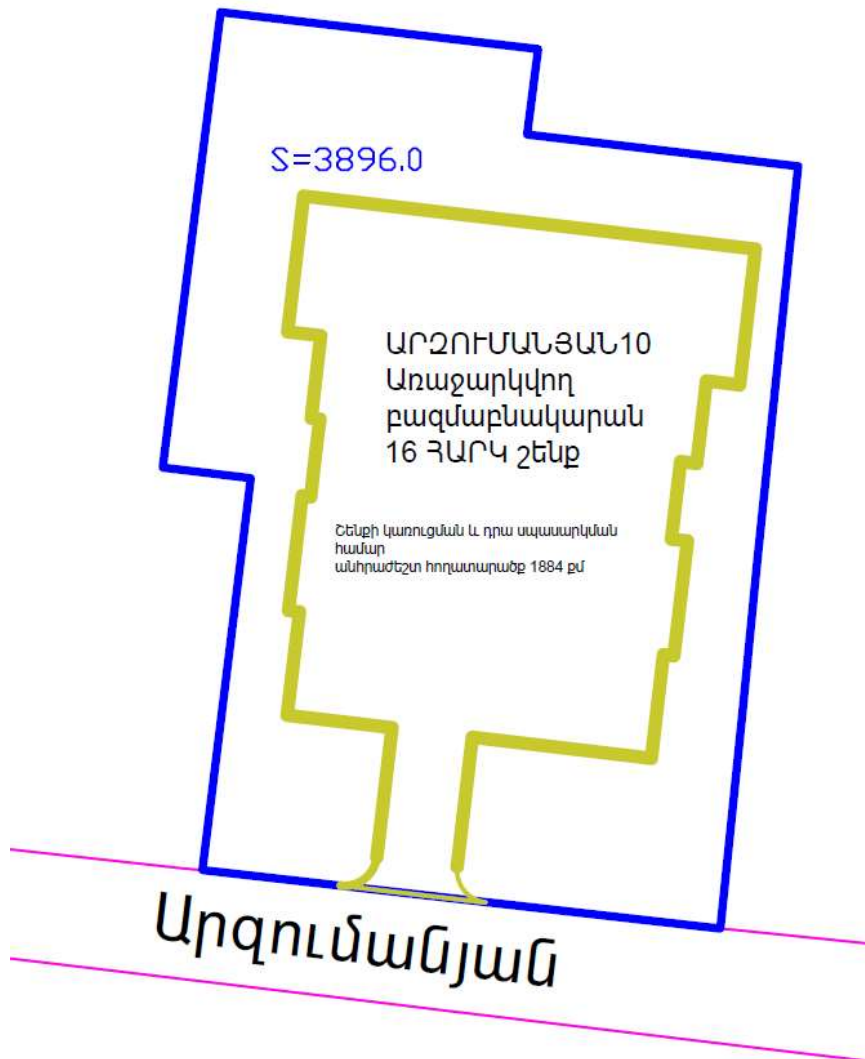 S=3896.0
ԱՐԶՈՒՄԱՆՅԱՆ10
Առաջարկվող
բազմաբնակարան
16 ՀԱՐԿ շենք
Շենքի կառուցման և դրա սպասարկման
համար
անհրաժեշտ հողատարածք 1884 քմ
Արզումանյան